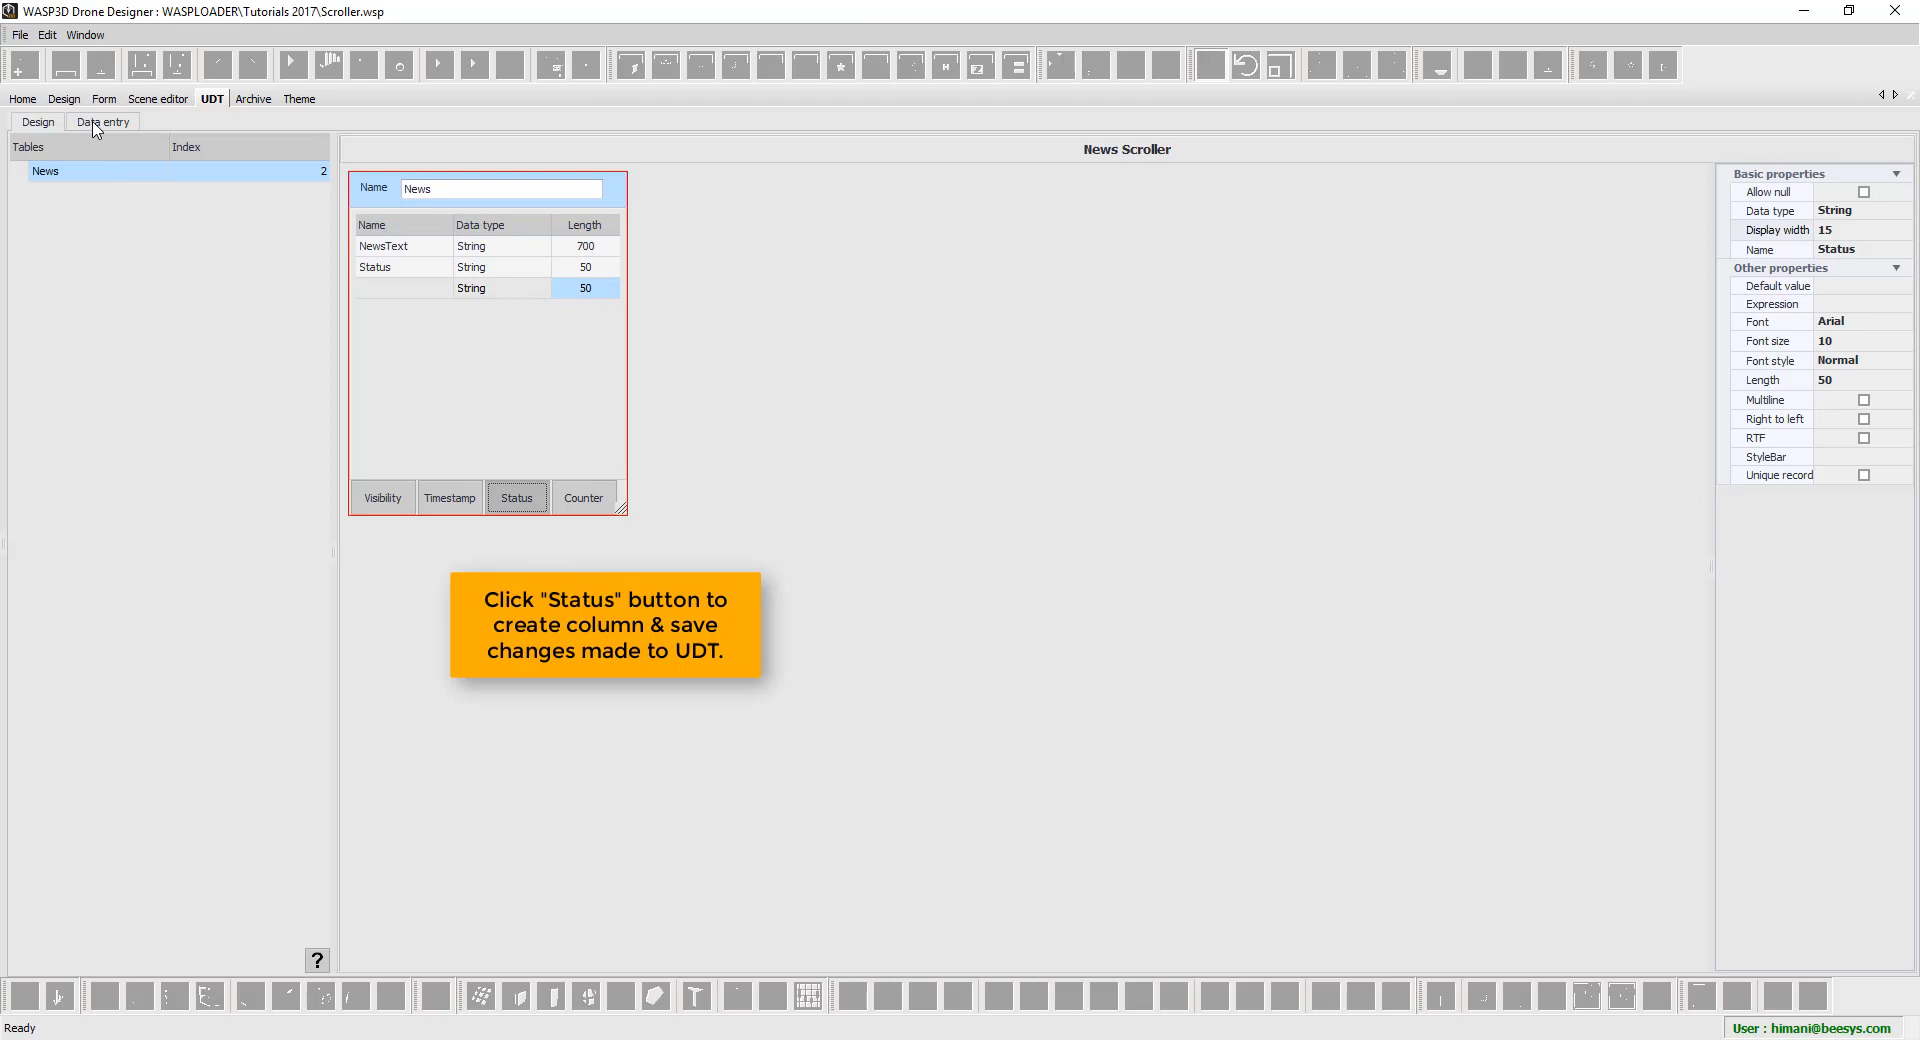 WASP3D Drone Designer : WASPLOADER\Tutorials 2017\Scroller.wsp
File Edit Window
Home Design Form Scene editor UDT Archive Theme
Design Data entry
Tables Index
News 2
News Scroller
Name News
Name Data type Length
NewsText String 700
Status String 50
String 50
Visibility Timestamp Status Counter
Click "Status" button to
create column & save
changes made to UDT.
Basic properties
Allow null
Data type String
Display width 15
Name Status
Other properties
Default value
Expression
Font Arial
Font size 10
Font style Normal
Length 50
Multiline
Right to left
RTF
StyleBar
Unique record
?
Ready
User : himani@beesys.com